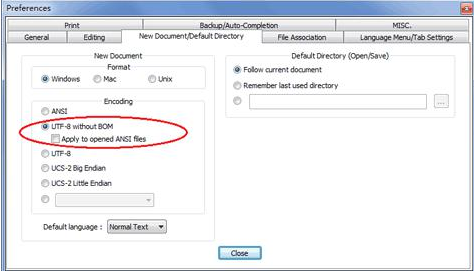 Preferences
Print
Backup/Auto-Completion
MISC.
General
Editing
New Document/Default Directory
File Association
Language Menu/Tab Settings
New Document
Format
Windows
Mac
Unix
Encoding
ANSI
UTF-8 without BOM
Apply to opened ANSI files
UTF-8
UCS-2 Big Endian
UCS-2 Little Endian
Default language :
Normal Text
Default Directory (Open/Save)
Follow current document
Remember last used directory
...
Close